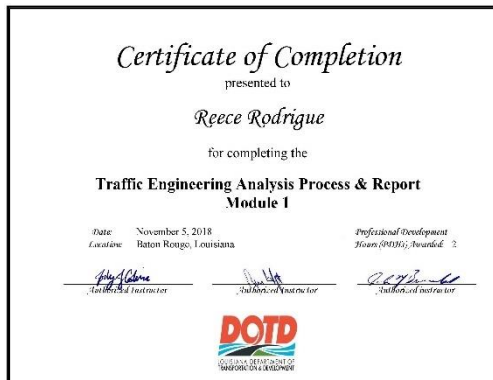 Certificate of Completion
presented to
Reece Rodrigue
for completing the
Traffic Engineering Analysis Process & Report
Module 1
Date: November 5, 2018
Location: Baton Rouge, Louisiana
Professional Development
Hours (PDHs) Awarded: 2
Authorized Instructor
Authorized Instructor
Authorized Instructor
DOTD
LOUISIANA DEPARTMENT OF
TRANSPORTATION & DEVELOPMENT